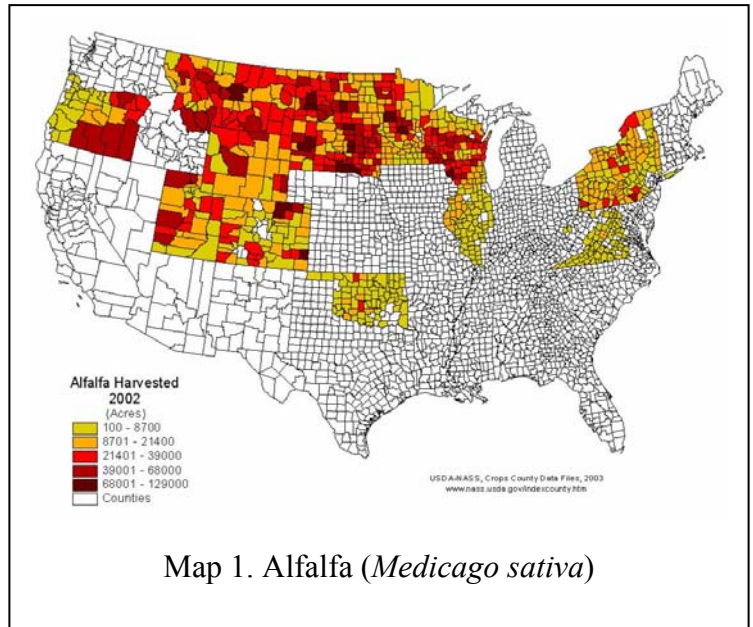 Alfalfa Harvested
2002
(Acres)
100 - 8700
8701 - 21400
21401 - 39000
39001 - 68000
68001 - 129000
Counties
USDA-NASS, Crops County Data Files, 2003
www.nass.usda.gov/indexcounty.htm
Map 1. Alfalfa (Medicago sativa)